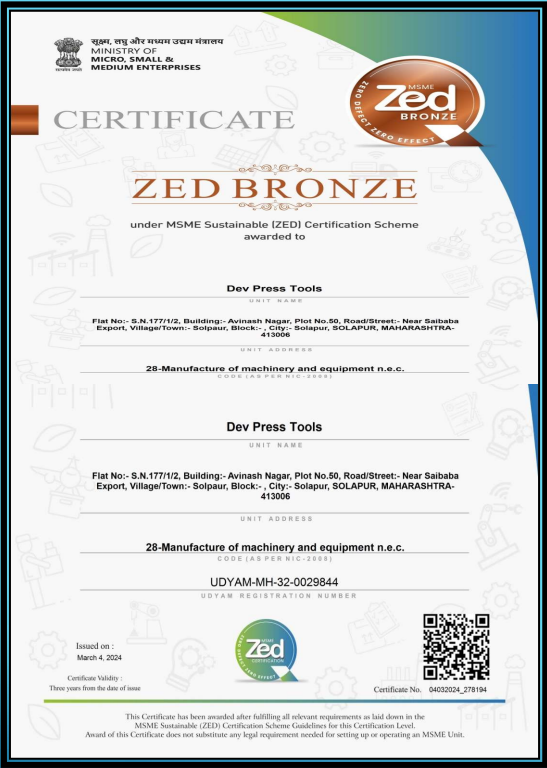 सूक्ष्म, लघु और मध्यम उद्यम मंत्रालय
MINISTRY OF
MICRO, SMALL &
MEDIUM ENTERPRISES
सत्यमेव जयते
MSME
Zed
BRONZE
ZERO DEFECT ZERO EFFECT
CERTIFICATE
ZED BRONZE
under MSME Sustainable (ZED) Certification Scheme
awarded to
Dev Press Tools
UNIT NAME
Flat No:- S.N.177/1/2, Building:- Avinash Nagar, Plot No.50, Road/Street:- Near Saibaba
Export, Village/Town:- Solpaur, Block:- , City:- Solapur, SOLAPUR, MAHARASHTRA-
413006
UNIT ADDRESS
28-Manufacture of machinery and equipment n.e.c.
CODE (AS PER NIC-2008)
Dev Press Tools
UNIT NAME
Flat No:- S.N.177/1/2, Building:- Avinash Nagar, Plot No.50, Road/Street:- Near Saibaba
Export, Village/Town:- Solpaur, Block:- , City:- Solapur, SOLAPUR, MAHARASHTRA-
413006
UNIT ADDRESS
28-Manufacture of machinery and equipment n.e.c.
CODE (AS PER NIC-2008)
UDYAM-MH-32-0029844
UDYAM REGISTRATION NUMBER
Issued on :
March 4, 2024
Certificate Validity :
Three years from the date of issue
MSME
Zed
CERTIFICATION
ZERO DEFECT ZERO EFFECT
Certificate No. 04032024_278194
This Certificate has been awarded after fulfilling all relevant requirements as laid down in the
MSME Sustainable (ZED) Certification Scheme Guidelines for this Certification Level.
Award of this Certificate does not substitute any legal requirement needed for setting up or operating an MSME Unit.